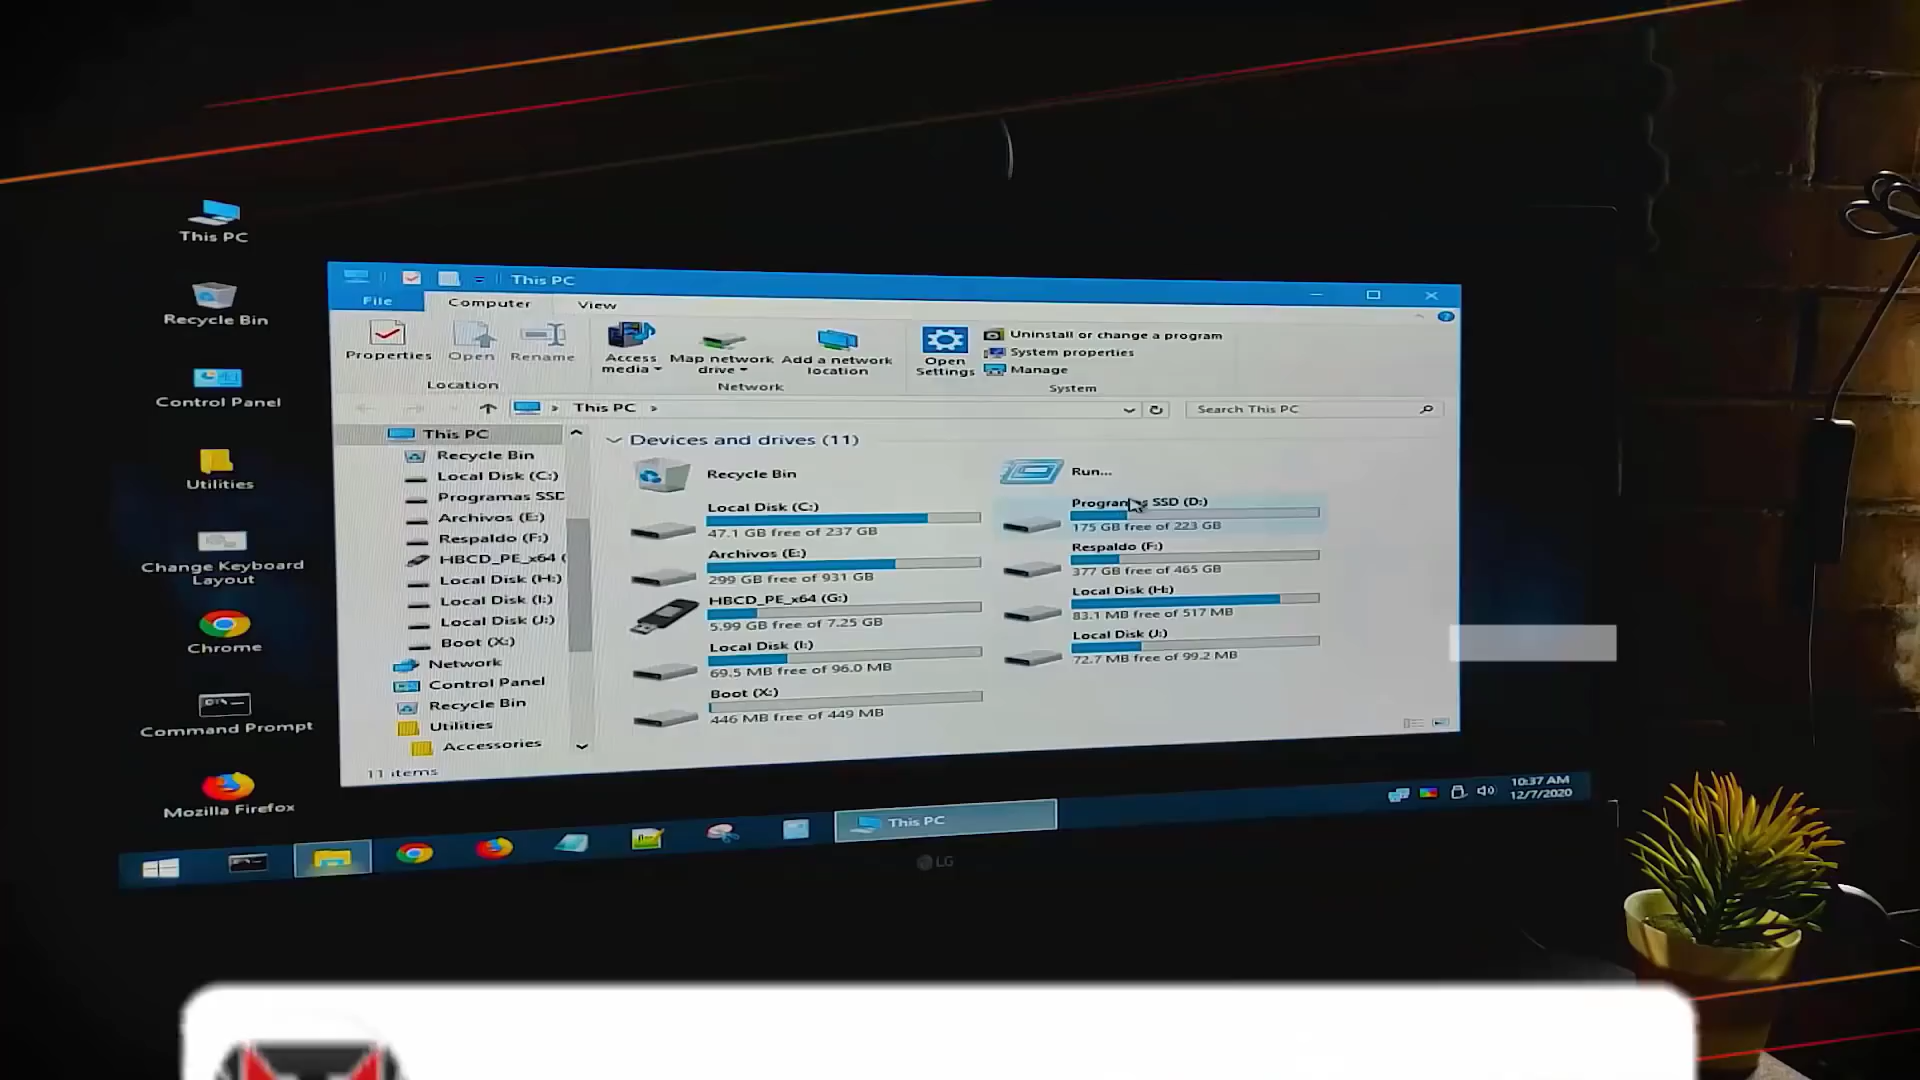 This PC
Recycle Bin
Control Panel
Utilities
Change Keyboard
Layout
Chrome
Command Prompt
Mozilla Firefox
This PC
File
Computer
View
Properties
Open
Rename
Location
Access
media
Map network
drive
Add a network
location
Network
Open
Settings
Uninstall or change a program
System properties
Manage
System
This PC
Search This PC
This PC
Recycle Bin
Local Disk (C:)
Programas SSD
Archivos (E:)
Respaldo (F:)
HBCD_PE_x64 (
Local Disk (H:)
Local Disk (I:)
Local Disk (J:)
Boot (X:)
Network
Control Panel
Recycle Bin
Utilities
Accessories
11 items
Devices and drives (11)
Recycle Bin
Run...
Local Disk (C:)
47.1 GB free of 237 GB
Programas SSD (D:)
175 GB free of 223 GB
Archivos (E:)
299 GB free of 931 GB
Respaldo (F:)
377 GB free of 465 GB
HBCD_PE_x64 (G:)
5.99 GB free of 7.25 GB
Local Disk (H:)
83.1 MB free of 517 MB
Local Disk (I:)
69.5 MB free of 96.0 MB
Local Disk (J:)
72.7 MB free of 99.2 MB
Boot (X:)
446 MB free of 449 MB
This PC
10:37 AM
12/7/2020
LG